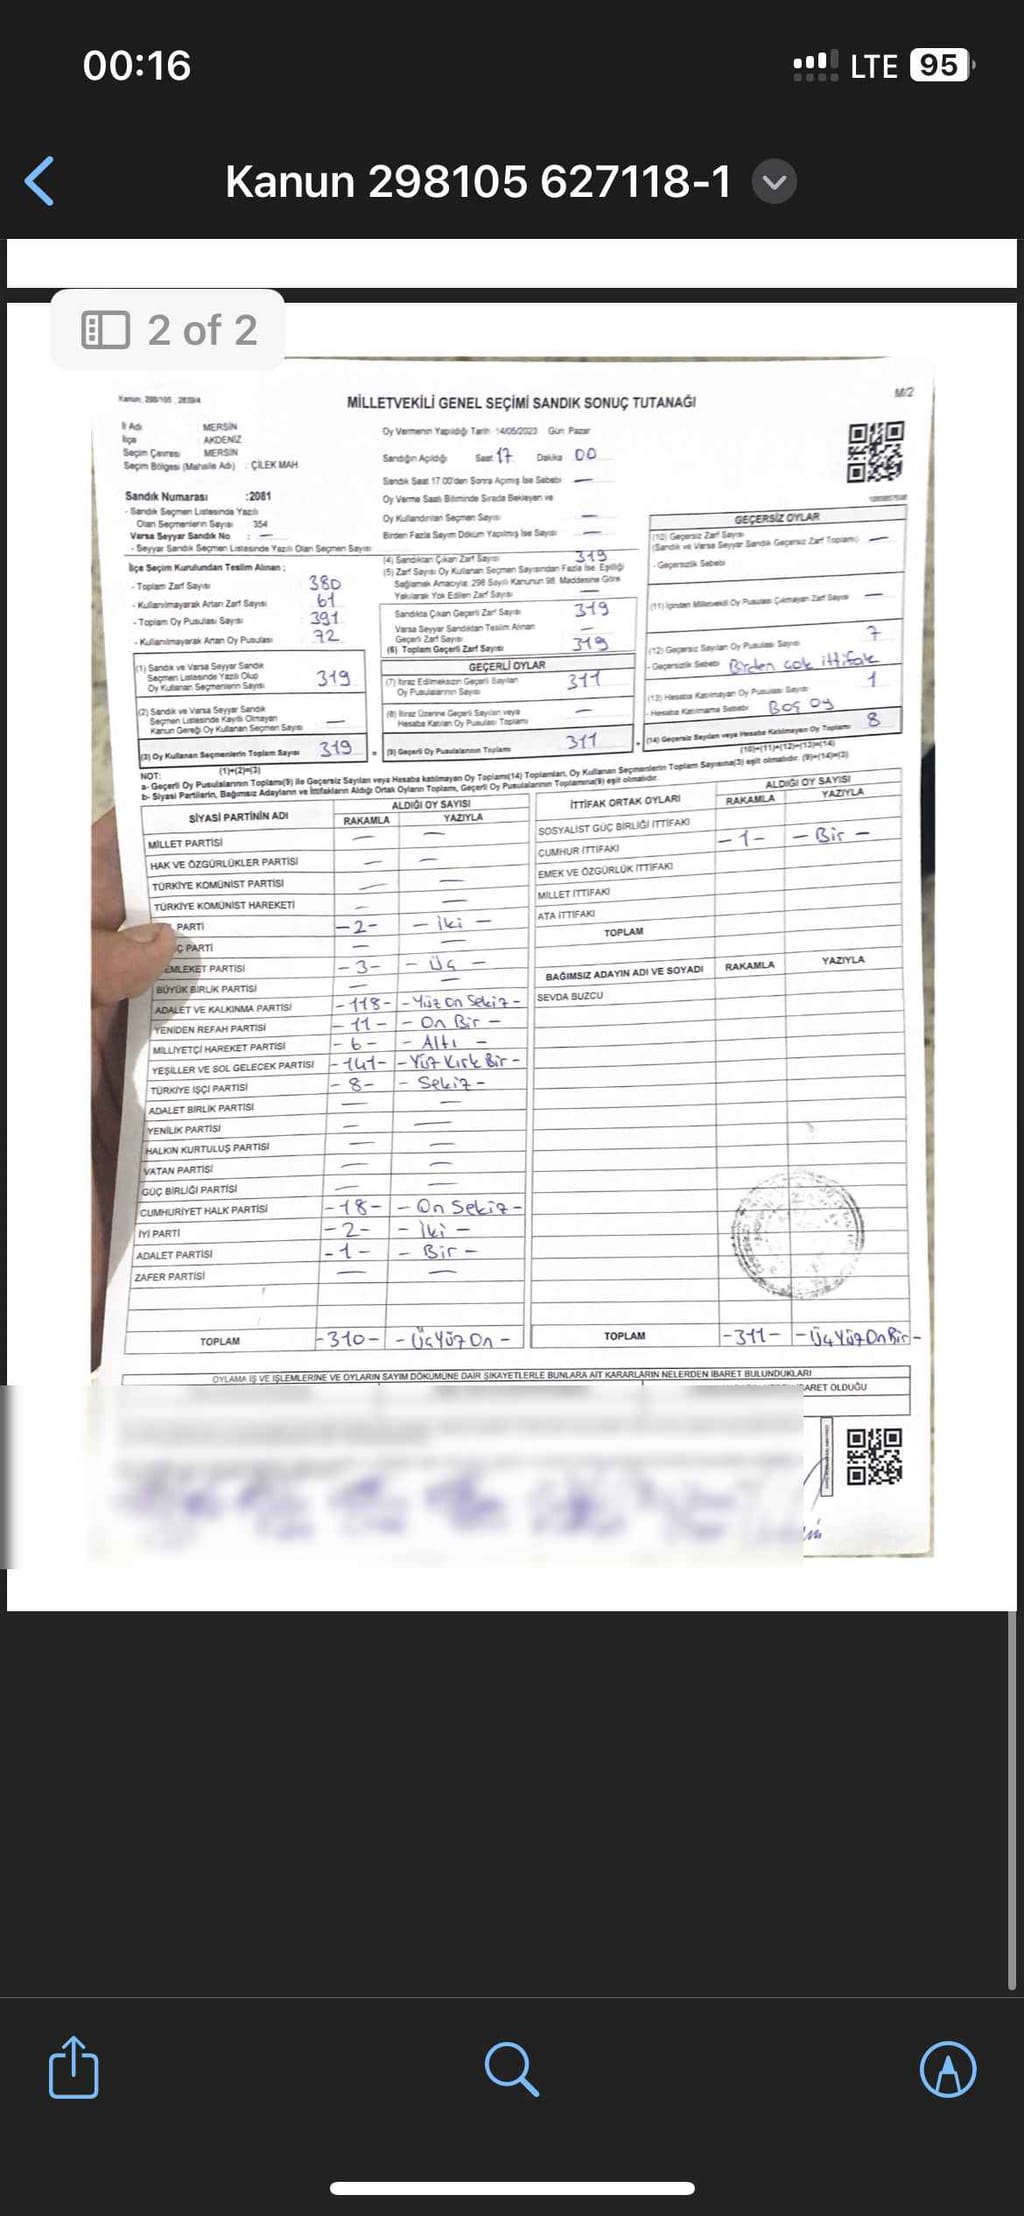 00:16
LTE 95
Kanun 298105 627118-1
2 of 2
Kanun, 298/105
M/2
MİLLETVEKİLİ GENEL SEÇİMİ SANDIK SONUÇ TUTANAĞI
İl Adı MERSİN
İlçe AKDENİZ
Seçim Çevresi MERSİN
Seçim Bölgesi (Mahalle Adı) : ÇİLEK MAH
Sandık Numarası :2081
- Sandık Seçmen Listesinde Yazılı
Olan Seçmenlerin Sayısı 354
Varsa Seyyar Sandık No : —
- Seyyar Sandık Seçmen Listesinde Yazılı Olan Seçmen Sayısı
İlçe Seçim Kurulundan Teslim Alınan ;
- Toplam Zarf Sayısı 380
- Kullanılmayarak Artan Zarf Sayısı 61
- Toplam Oy Pusulası Sayısı 391
- Kullanılmayarak Artan Oy Pusulası 72
(1) Sandık ve Varsa Seyyar Sandık
Seçmen Listesinde Yazılı Olup
Oy Kullanan Seçmenlerin Sayısı 319
(2) Sandık ve Varsa Seyyar Sandık
Seçmen Listesinde Kayıtlı Olmayan
Kanun Gereği Oy Kullanan Seçmen Sayısı —
(3) Oy Kullanan Seçmenlerin Toplam Sayısı 319
(1)+(2)=(3)
Oy Vermenin Yapıldığı Tarih 14/05/2023 Gün Pazar
Sandığın Açıldığı Saat 17 Dakika 00
Sandık Saat 17.00'den Sonra Açılmış İse Sebebi —
Oy Verme Saati Bitiminde Sırada Bekleyen ve
Oy Kullandırılan Seçmen Sayısı —
Birden Fazla Sayım Döküm Yapılmış İse Sayısı —
(4) Sandıktan Çıkan Zarf Sayısı 319
(5) Zarf Sayısı Oy Kullanan Seçmen Sayısından Fazla İse, Eşitliği
Sağlamak Amacıyla; 298 Sayılı Kanunun 98. Maddesine Göre
Yakılarak Yok Edilen Zarf Sayısı —
Sandıkta Çıkan Geçerli Zarf Sayısı 319
Varsa Seyyar Sandıktan Teslim Alınan
Geçerli Zarf Sayısı —
(6) Toplam Geçerli Zarf Sayısı 319
GEÇERLİ OYLAR
(7) İtiraz Edilmeksizin Geçerli Sayılan
Oy Pusulalarının Sayısı 311
(8) İtiraz Üzerine Geçerli Sayılan veya
Hesaba Katılan Oy Pusulası Toplamı —
(9) Geçerli Oy Pusulalarının Toplamı 311
GEÇERSİZ OYLAR
(10) Geçersiz Zarf Sayısı
(Sandık ve Varsa Seyyar Sandık Geçersiz Zarf Toplamı) —
- Geçersizlik Sebebi
(11) İçinden Milletvekili Oy Pusulası Çıkmayan Zarf Sayısı —
(12) Geçersiz Sayılan Oy Pusulası Sayısı 7
- Geçersizlik Sebebi Birden çok ittifak
(13) Hesaba Katılmayan Oy Pusulası Sayısı 1
- Hesaba Katılmama Sebebi Boş oy
(14) Geçersiz Sayılan veya Hesaba Katılmayan Oy Toplamı 8
(10)+(11)+(12)+(13)=(14)
NOT:
a- Geçerli Oy Pusulalarının Toplamı(9) ile Geçersiz Sayılan veya Hesaba katılmayan Oy Toplamı(14) Toplamları, Oy Kullanan Seçmenlerin Toplam Sayısına(3) eşit olmalıdır. (9)+(14)=(3)
b- Siyasi Partilerin, Bağımsız Adayların ve İttifakların Aldığı Ortak Oyların Toplamı, Geçerli Oy Pusulalarının Toplamına(9) eşit olmalıdır.
SİYASİ PARTİNİN ADI ALDIĞI OY SAYISI
RAKAMLA YAZIYLA
MİLLET PARTİSİ — —
HAK VE ÖZGÜRLÜKLER PARTİSİ — —
TÜRKİYE KOMÜNİST PARTİSİ — —
TÜRKİYE KOMÜNİST HAREKETİ — —
PARTİ -2- - iki -
Ç PARTİ — —
EMLEKET PARTİSİ -3- - Üç -
BÜYÜK BİRLİK PARTİSİ — —
ADALET VE KALKINMA PARTİSİ -118- - Yüz on Sekiz -
YENİDEN REFAH PARTİSİ -11- - On Bir -
MİLLİYETÇİ HAREKET PARTİSİ -6- - Altı -
YEŞİLLER VE SOL GELECEK PARTİSİ -141- - Yüz Kırk Bir -
TÜRKİYE İŞÇİ PARTİSİ -8- - Sekiz -
ADALET BİRLİK PARTİSİ — —
YENİLİK PARTİSİ — —
HALKIN KURTULUŞ PARTİSİ — —
VATAN PARTİSİ — —
GÜÇ BİRLİĞİ PARTİSİ — —
CUMHURİYET HALK PARTİSİ -18- - On Sekiz -
İYİ PARTİ -2- - İki -
ADALET PARTİSİ -1- - Bir -
ZAFER PARTİSİ — —
TOPLAM -310- - Üç Yüz On -
İTTİFAK ORTAK OYLARI ALDIĞI OY SAYISI
RAKAMLA YAZIYLA
SOSYALİST GÜÇ BİRLİĞİ İTTİFAKI
CUMHUR İTTİFAKI -1- - Bir -
EMEK VE ÖZGÜRLÜK İTTİFAKI
MİLLET İTTİFAKI
ATA İTTİFAKI
TOPLAM
BAĞIMSIZ ADAYIN ADI VE SOYADI RAKAMLA YAZIYLA
SEVDA BUZCU
TOPLAM -311- - Üç Yüz On Bir -
OYLAMA İŞ VE İŞLEMLERİNE VE OYLARIN SAYIM DÖKÜMÜNE DAİR ŞİKAYETLERLE BUNLARA AİT KARARLARIN NELERDEN İBARET BULUNDUKLARI
BARET OLDUĞU